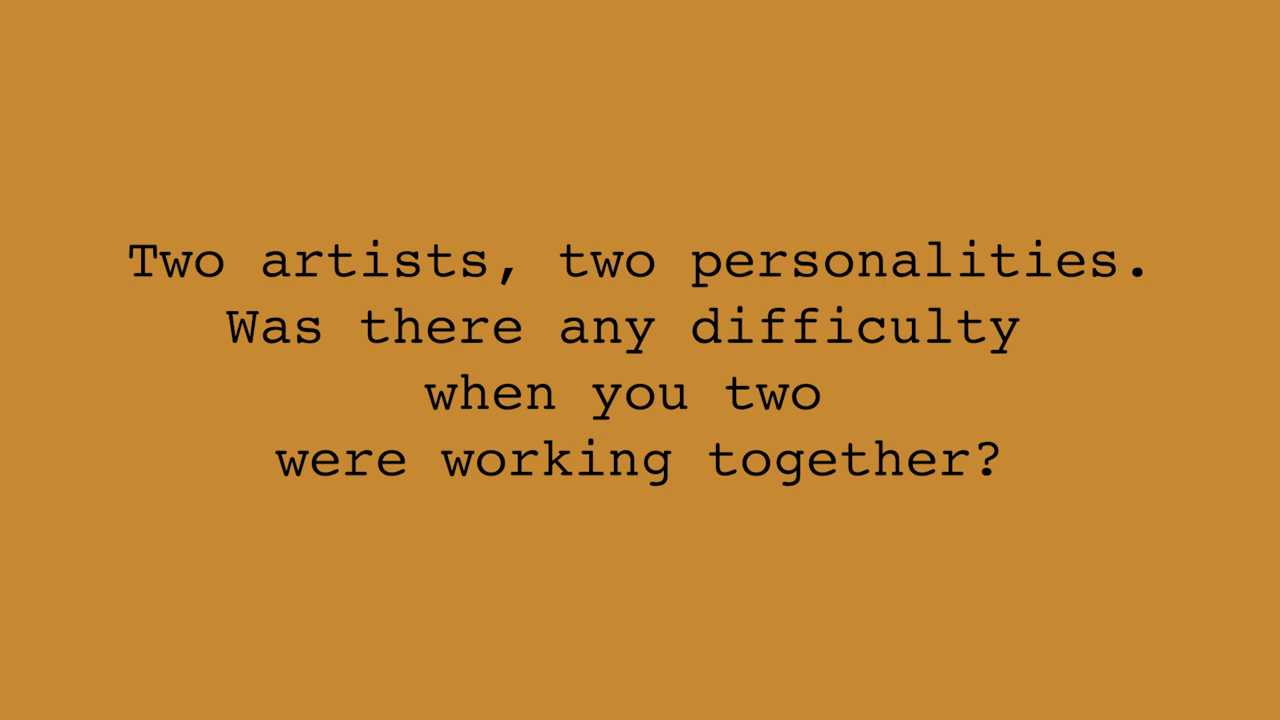 Two artists, two personalities.
Was there any difficulty
when you two
were working together?